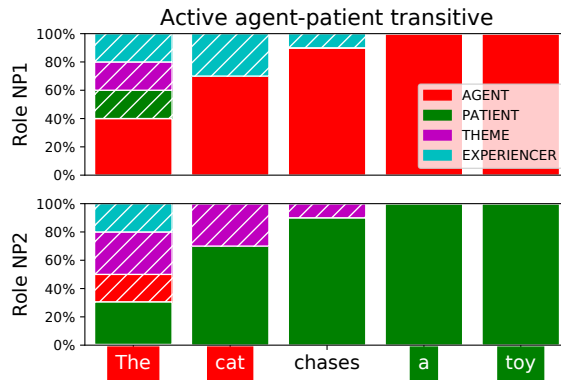 Active agent-patient transitive
Role NP1
100%
80%
60%
40%
20%
0%
AGENT
PATIENT
THEME
EXPERIENCER
Role NP2
100%
80%
60%
40%
20%
0%
The cat chases a toy